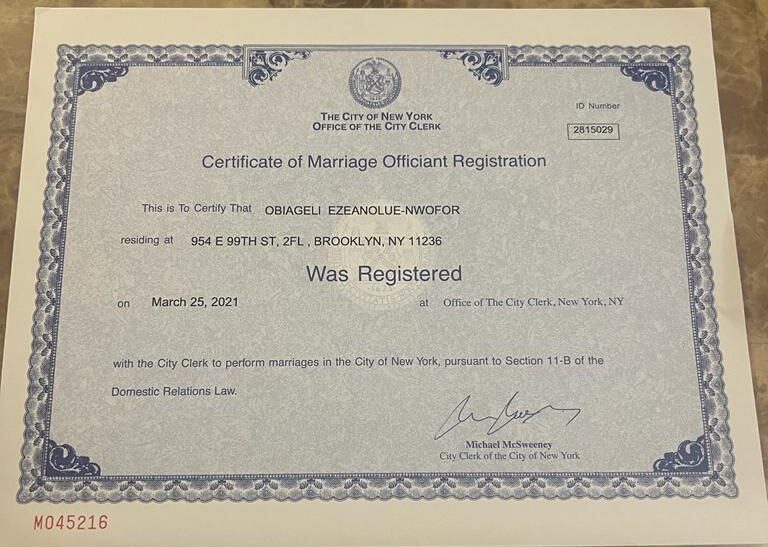 THE CITY OF NEW YORK
OFFICE OF THE CITY CLERK
ID Number
2815029
Certificate of Marriage Officiant Registration
This is To Certify That OBIAGELI EZEANOLUE-NWOFOR
residing at 954 E 99TH ST, 2FL , BROOKLYN, NY 11236
Was Registered
on March 25, 2021 at Office of The City Clerk, New York, NY
with the City Clerk to perform marriages in the City of New York, pursuant to Section 11-B of the
Domestic Relations Law.
Michael McSweeney
City Clerk of the City of New York
M045216